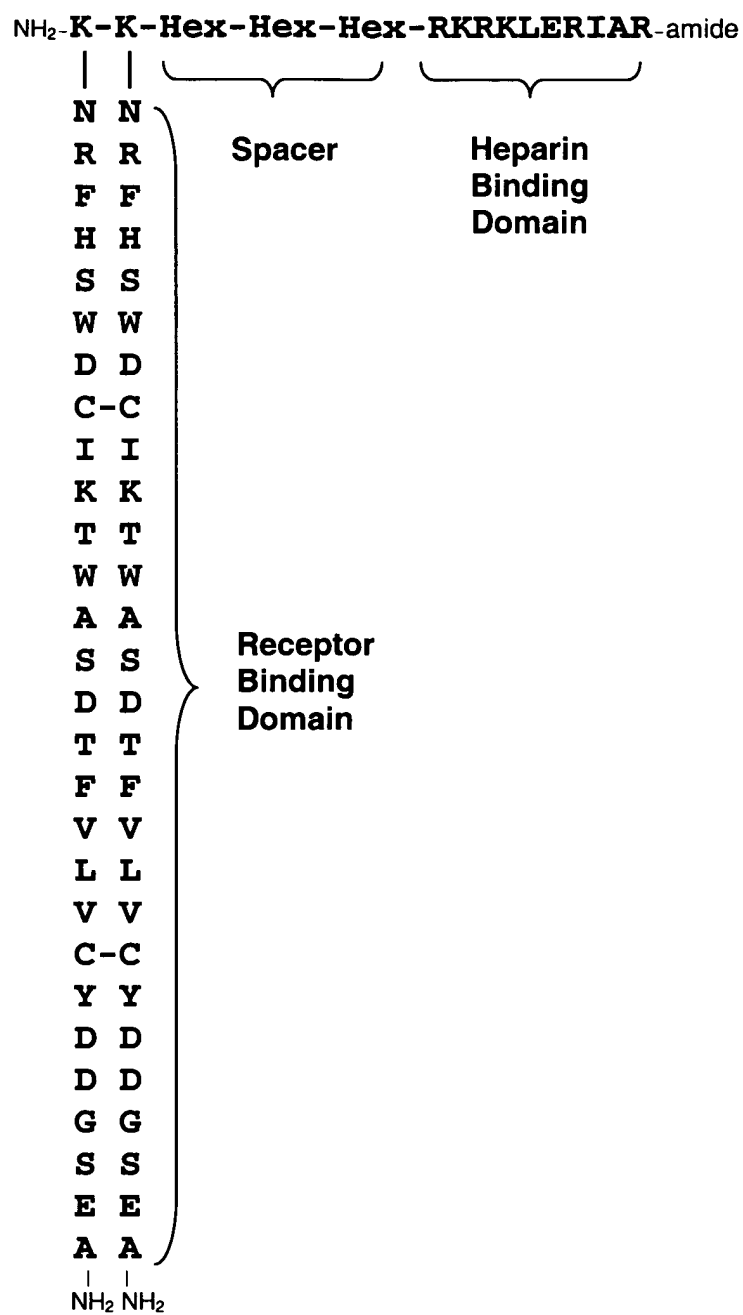 NH₂-K-K-Hex-Hex-Hex-RKRKLERIAR-amide
Spacer
Heparin
Binding
Domain
N N
R R
F F
H H
S S
W W
D D
C-C
I I
K K
T T
W W
A A
S S
D D
T T
F F
V V
L L
V V
C-C
Y Y
D D
D D
G G
S S
E E
A A
NH₂ NH₂
Receptor
Binding
Domain